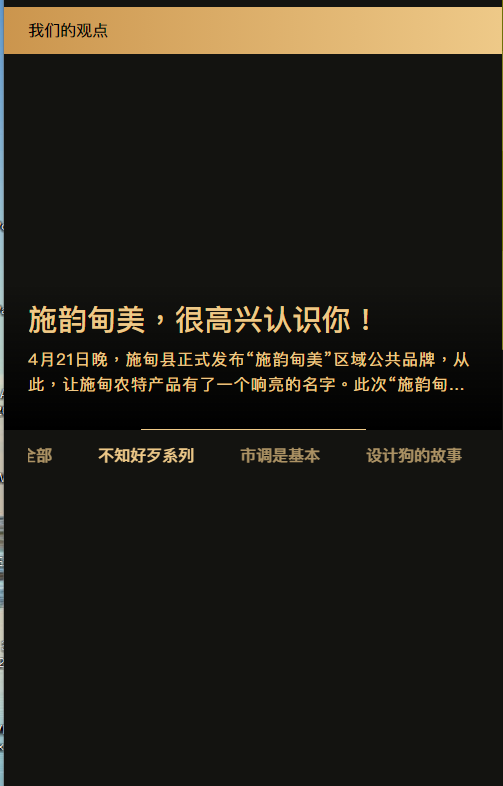 我们的观点
施韵甸美，很高兴认识你！
4月21日晚，施甸县正式发布“施韵甸美”区域公共品牌，从
此，让施甸农特产品有了一个响亮的名字。此次“施韵甸...
全部 不知好歹系列 市调是基本 设计狗的故事